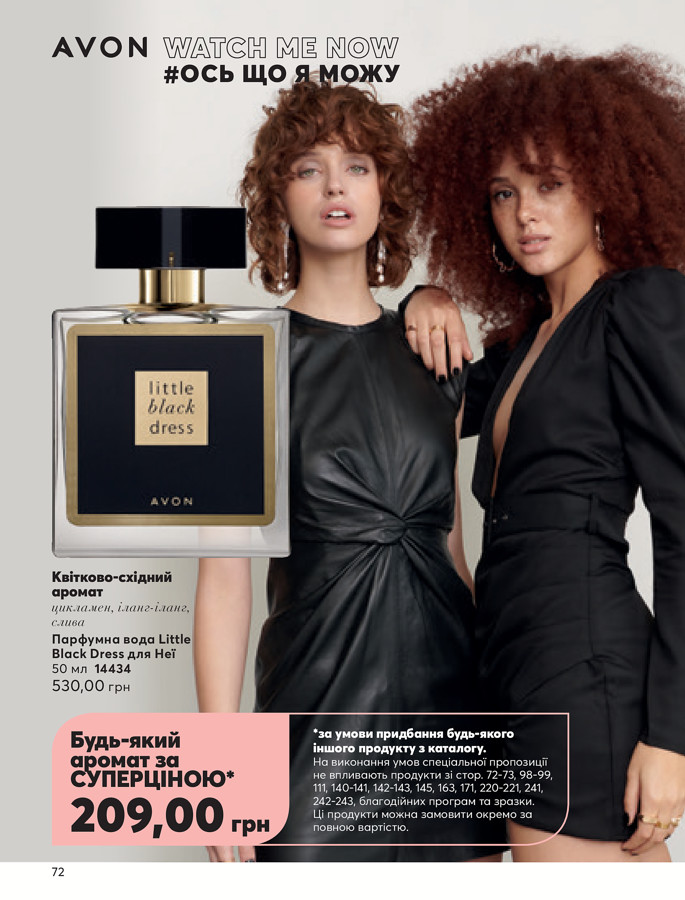 AVON WATCH ME NOW
#ОСЬ ЩО Я МОЖУ
little
black
dress
AVON
Квітково-східний
аромат
цикламен, іланг-іланг,
слива
Парфумна вода Little
Black Dress для Неї
50 мл 14434
530,00 грн
Будь-який
аромат за
СУПЕРЦІНОЮ*
209,00 грн
*за умови придбання будь-якого
іншого продукту з каталогу.
На виконання умов спеціальної пропозиції
не впливають продукти зі стор. 72-73, 98-99,
111, 140-141, 142-143, 145, 163, 171, 220-221, 241,
242-243, благодійних програм та зразки.
Ці продукти можна замовити окремо за
повною вартістю.
72